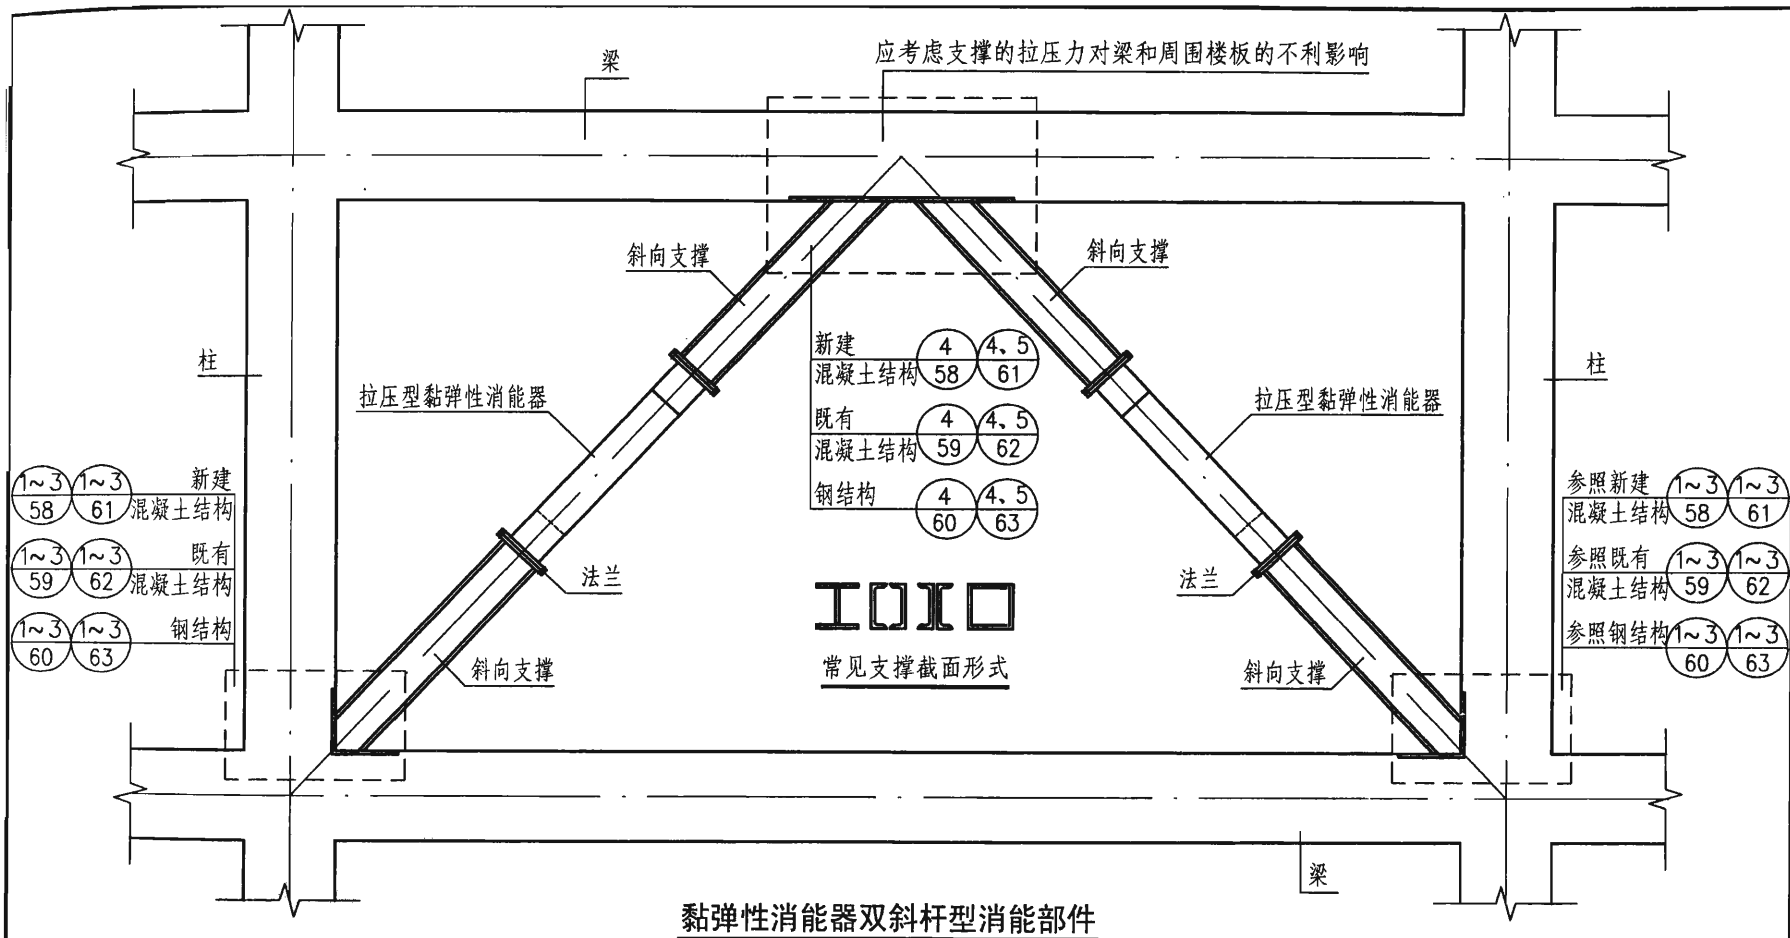 应考虑支撑的拉压力对梁和周围楼板的不利影响
梁
斜向支撑
斜向支撑
柱
柱
拉压型黏弹性消能器
拉压型黏弹性消能器
新建
混凝土结构
4
58
4、5
61
既有
混凝土结构
4
59
4、5
62
钢结构
4
60
4、5
63
1~3
58
1~3
61
新建
混凝土结构
1~3
59
1~3
62
既有
混凝土结构
1~3
60
1~3
63
钢结构
参照新建
混凝土结构
1~3
58
1~3
61
参照既有
混凝土结构
1~3
59
1~3
62
参照钢结构
1~3
60
1~3
63
法兰
法兰
斜向支撑
常见支撑截面形式
斜向支撑
梁
黏弹性消能器双斜杆型消能部件